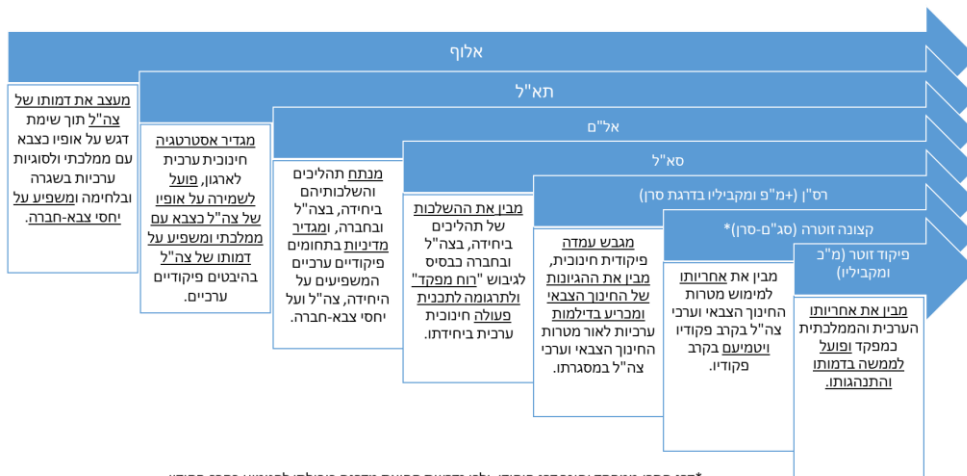 אלוף
תא"ל
אל"ם
סא"ל
רס"ן (+מ"פ ומקביליו בדרגת סרן)
קצונה זוטרה (סג"ם-סרן)*
פיקוד זוטר (מ"כ
ומקביליו)
מבין את אחריותו
הערכית והממלכתית
כמפקד ופועל
לממשה בדמותו
והתנהגותו.
מבין את אחריותו
למימוש מטרות
החינוך הצבאי וערכי
צה"ל בקרב פקודיו
ויטמיעם בקרב
פקודיו.
מגבש עמדה
פיקודית חינוכית,
מבין את ההגיונות
של החינוך הצבאי
ומכריע בדילמות
ערכיות לאור מטרות
החינוך הצבאי וערכי
צה"ל במסגרתו.
מבין את ההשלכות
של תהליכים
ביחידה, בצה"ל
ובחברה כבסיס
לגיבוש "רוח מפקד"
ולתרגומה לתכנית
פעולה חינוכית
ערכית ביחידתו.
מנתח תהליכים
והשלכותיהם
ביחידה, בצה"ל
ובחברה, ומגדיר
מדיניות בתחומים
פיקודיים ערכיים
המשפיעים על
היחידה, צה"ל ועל
יחסי צבא-חברה.
מגדיר אסטרטגיה
חינוכית ערכית
לארגון, פועל
לשמירה על אופיו
של צה"ל כצבא עם
ממלכתי ומשפיע על
דמותו של צה"ל
בהיבטים פיקודיים
ערכיים.
מעצב את דמותו של
צה"ל תוך שימת
דגש על אופיו כצבא
עם ממלכתי ולסוגיות
ערכיות בשגרה
ובלחימה ומשפיע על
יחסי צבא-חברה.